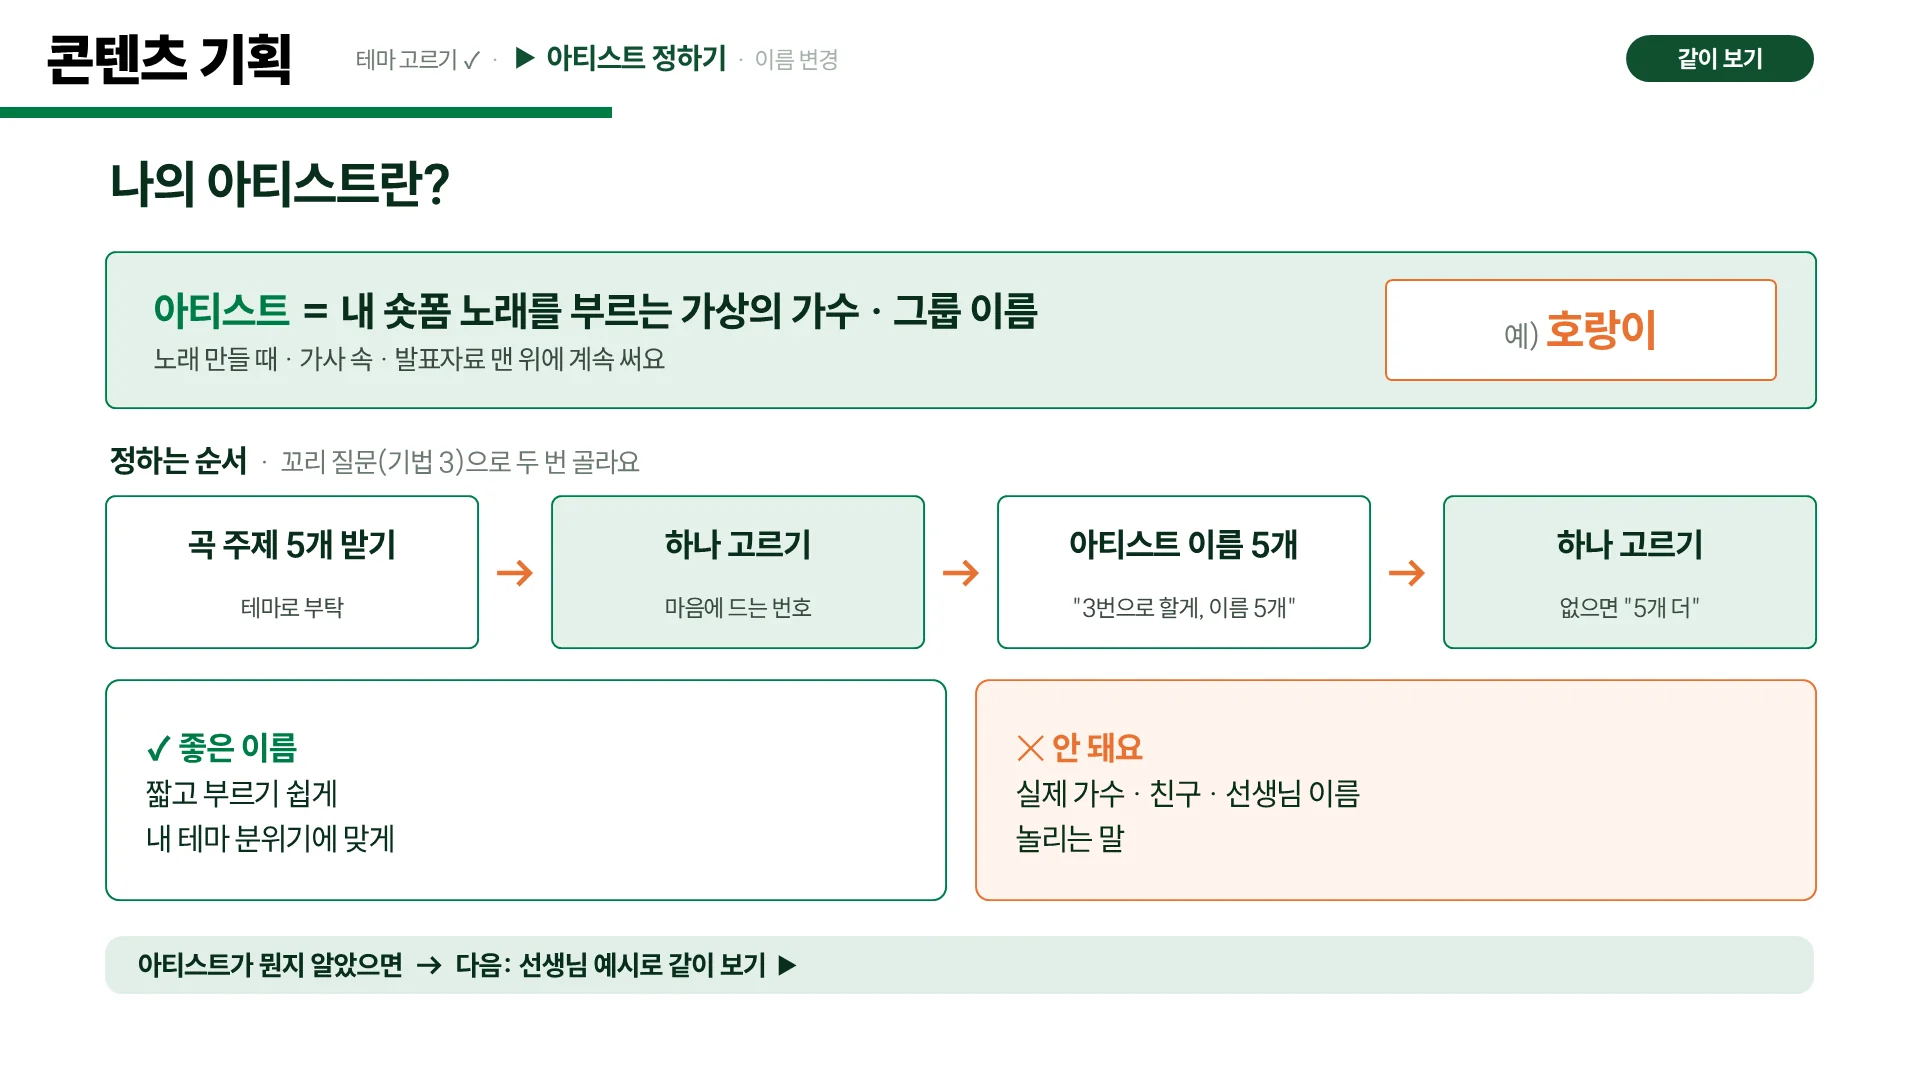 콘텐츠 기획
테마 고르기 ✓ · ▶ 아티스트 정하기 · 이름 변경
같이 보기
나의 아티스트란?
아티스트 = 내 숏폼 노래를 부르는 가상의 가수 · 그룹 이름
노래 만들 때 · 가사 속 · 발표자료 맨 위에 계속 써요
예) 호랑이
정하는 순서 · 꼬리 질문(기법 3)으로 두 번 골라요
곡 주제 5개 받기
테마로 부탁
→
하나 고르기
마음에 드는 번호
→
아티스트 이름 5개
"3번으로 할게, 이름 5개"
→
하나 고르기
없으면 "5개 더"
✓ 좋은 이름
짧고 부르기 쉽게
내 테마 분위기에 맞게
✕ 안 돼요
실제 가수 · 친구 · 선생님 이름
놀리는 말
아티스트가 뭔지 알았으면 → 다음: 선생님 예시로 같이 보기 ▶